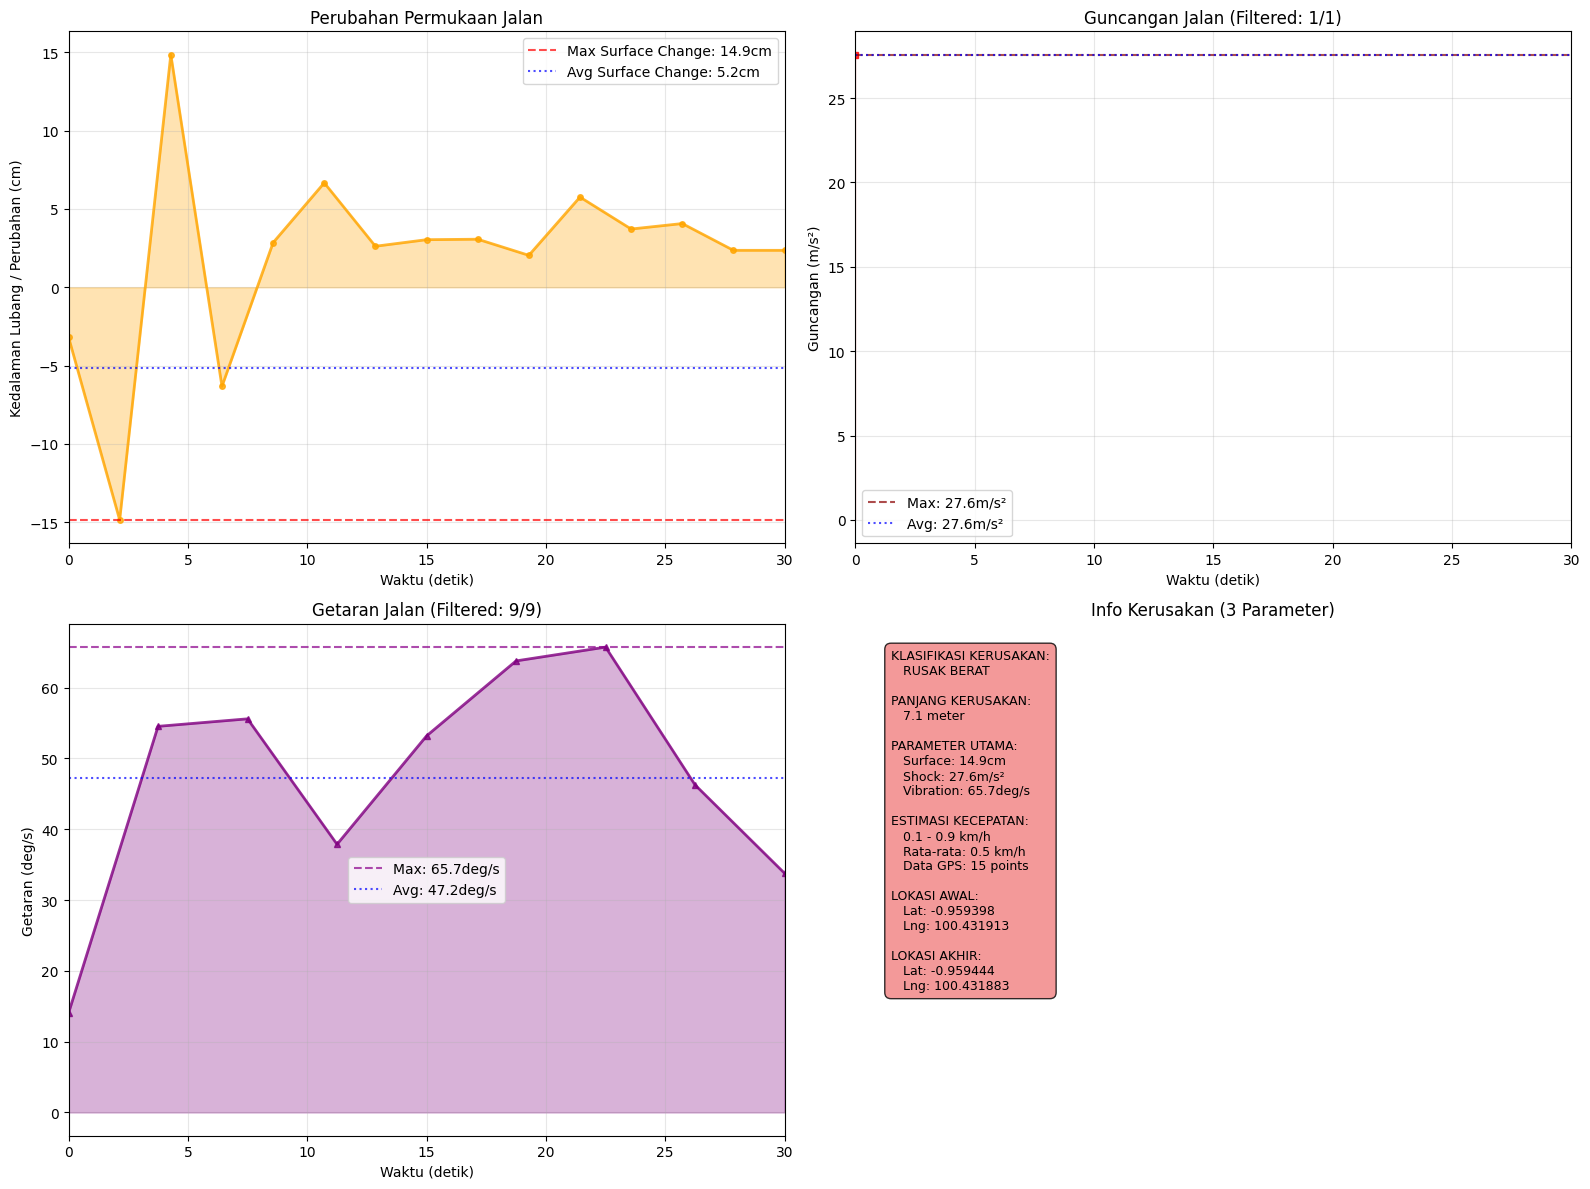 Perubahan Permukaan Jalan
Kedalaman Lubang / Perubahan (cm)
15
10
5
0
−5
−10
−15
Max Surface Change: 14.9cm
Avg Surface Change: 5.2cm
0
5
10
15
20
25
30
Waktu (detik)
Guncangan Jalan (Filtered: 1/1)
Guncangan (m/s²)
25
20
15
10
5
0
Max: 27.6m/s²
Avg: 27.6m/s²
0
5
10
15
20
25
30
Waktu (detik)
Getaran Jalan (Filtered: 9/9)
Getaran (deg/s)
60
50
40
30
20
10
0
Max: 65.7deg/s
Avg: 47.2deg/s
0
5
10
15
20
25
30
Waktu (detik)
Info Kerusakan (3 Parameter)
KLASIFIKASI KERUSAKAN:
RUSAK BERAT
PANJANG KERUSAKAN:
7.1 meter
PARAMETER UTAMA:
Surface: 14.9cm
Shock: 27.6m/s²
Vibration: 65.7deg/s
ESTIMASI KECEPATAN:
0.1 - 0.9 km/h
Rata-rata: 0.5 km/h
Data GPS: 15 points
LOKASI AWAL:
Lat: -0.959398
Lng: 100.431913
LOKASI AKHIR:
Lat: -0.959444
Lng: 100.431883